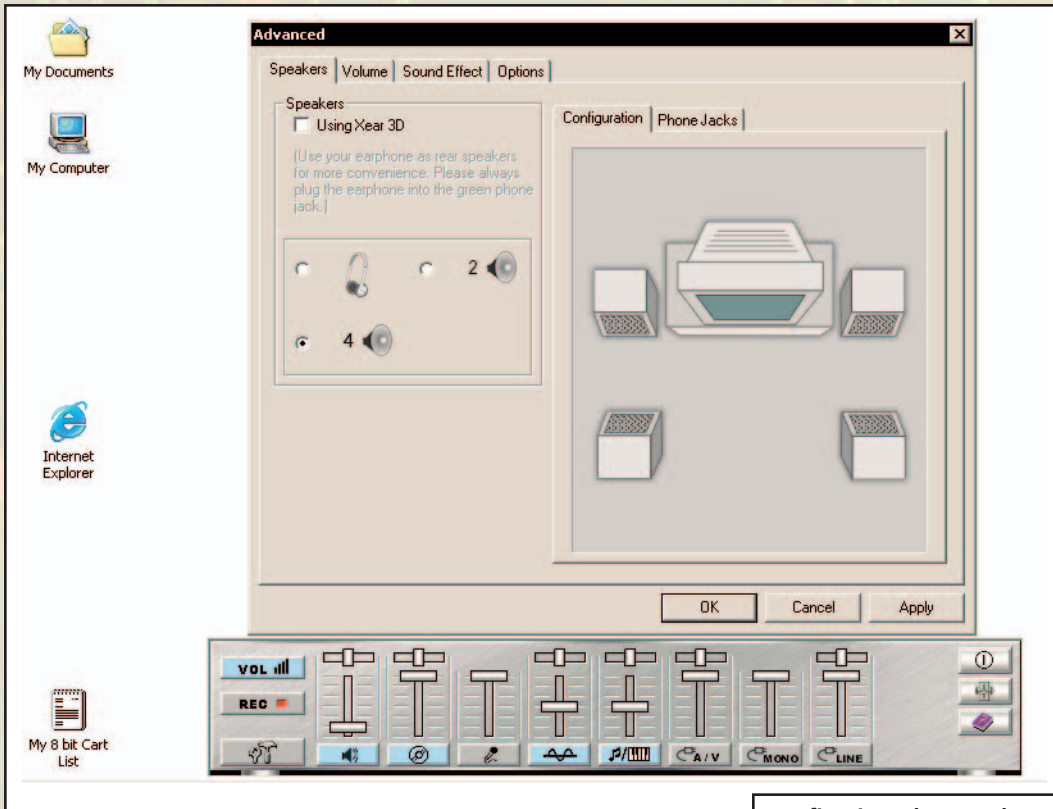 My Documents
My Computer
Internet
Explorer
My 8 bit Cart
List
Advanced
Speakers
Volume
Sound Effect
Options
Speakers
Using Xear 3D
(Use your earphone as rear speakers
for more convenience. Please always
plug the earphone into the green phone
jack.)
2
4
Configuration
Phone Jacks
OK
Cancel
Apply
VOL
REC
A/V
MONO
LINE